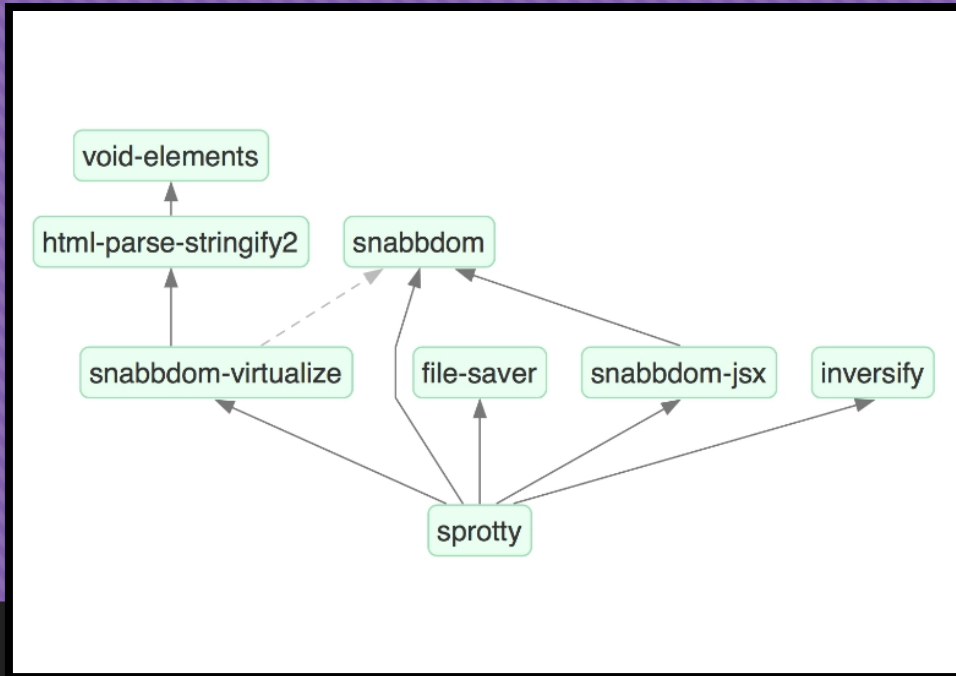 void-elements
html-parse-stringify2
snabbdom
snabbdom-virtualize
file-saver
snabbdom-jsx
inversify
sprotty